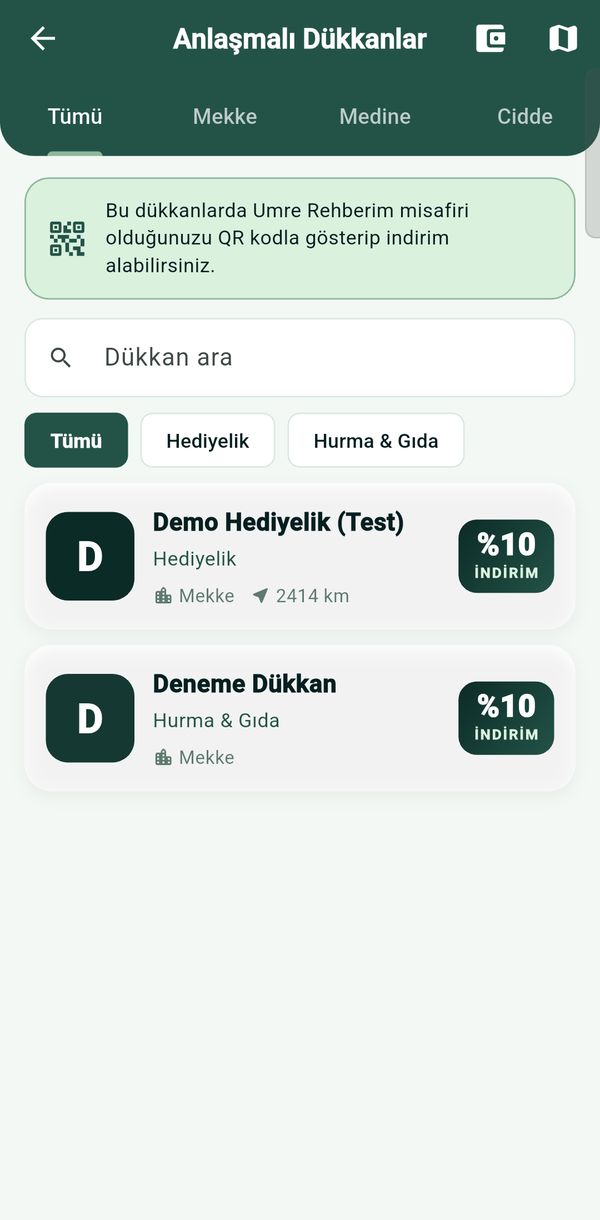 Anlaşmalı Dükkanlar
Tümü Mekke Medine Cidde
Bu dükkanlarda Umre Rehberim misafiri
olduğunuzu QR kodla gösterip indirim
alabilirsiniz.
Dükkan ara
Tümü Hediyelik Hurma & Gıda
D
Demo Hediyelik (Test)
Hediyelik
Mekke 2414 km
%10
İNDİRİM
D
Deneme Dükkan
Hurma & Gıda
Mekke
%10
İNDİRİM